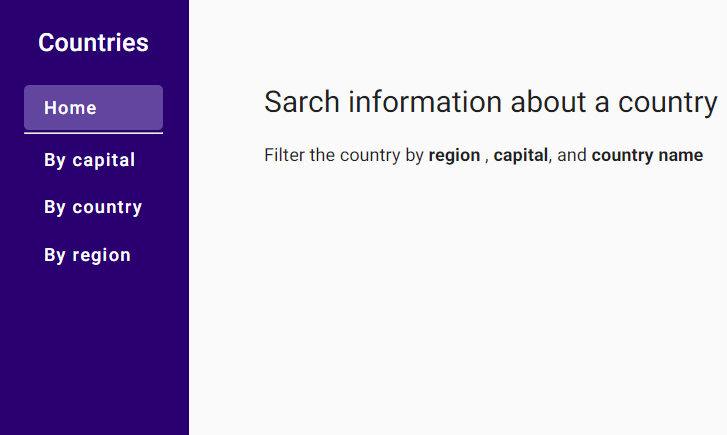 Countries
Home
By capital
By country
By region
Sarch information about a country
Filter the country by region , capital, and country name